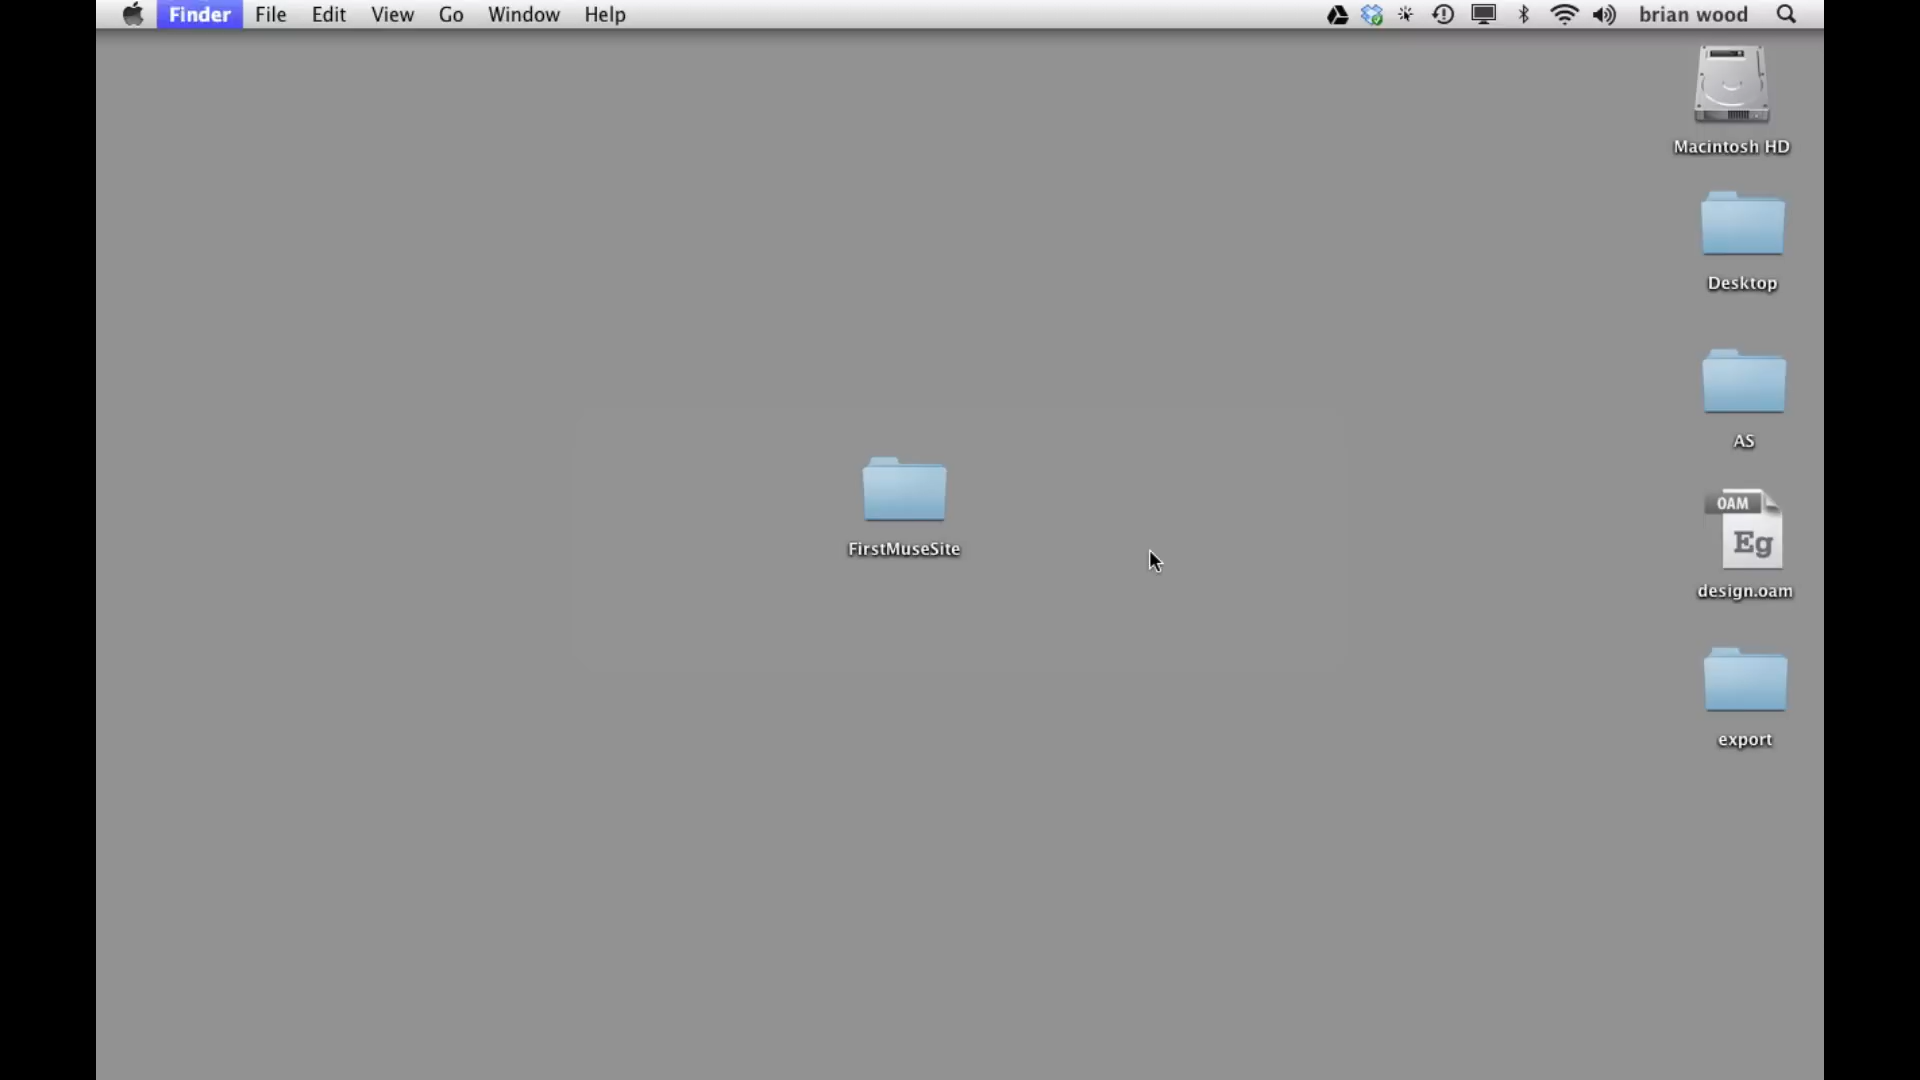 Finder File Edit View Go Window Help brian wood
Macintosh HD
Desktop
AS
OAM
Eg
design.oam
FirstMuseSite
export